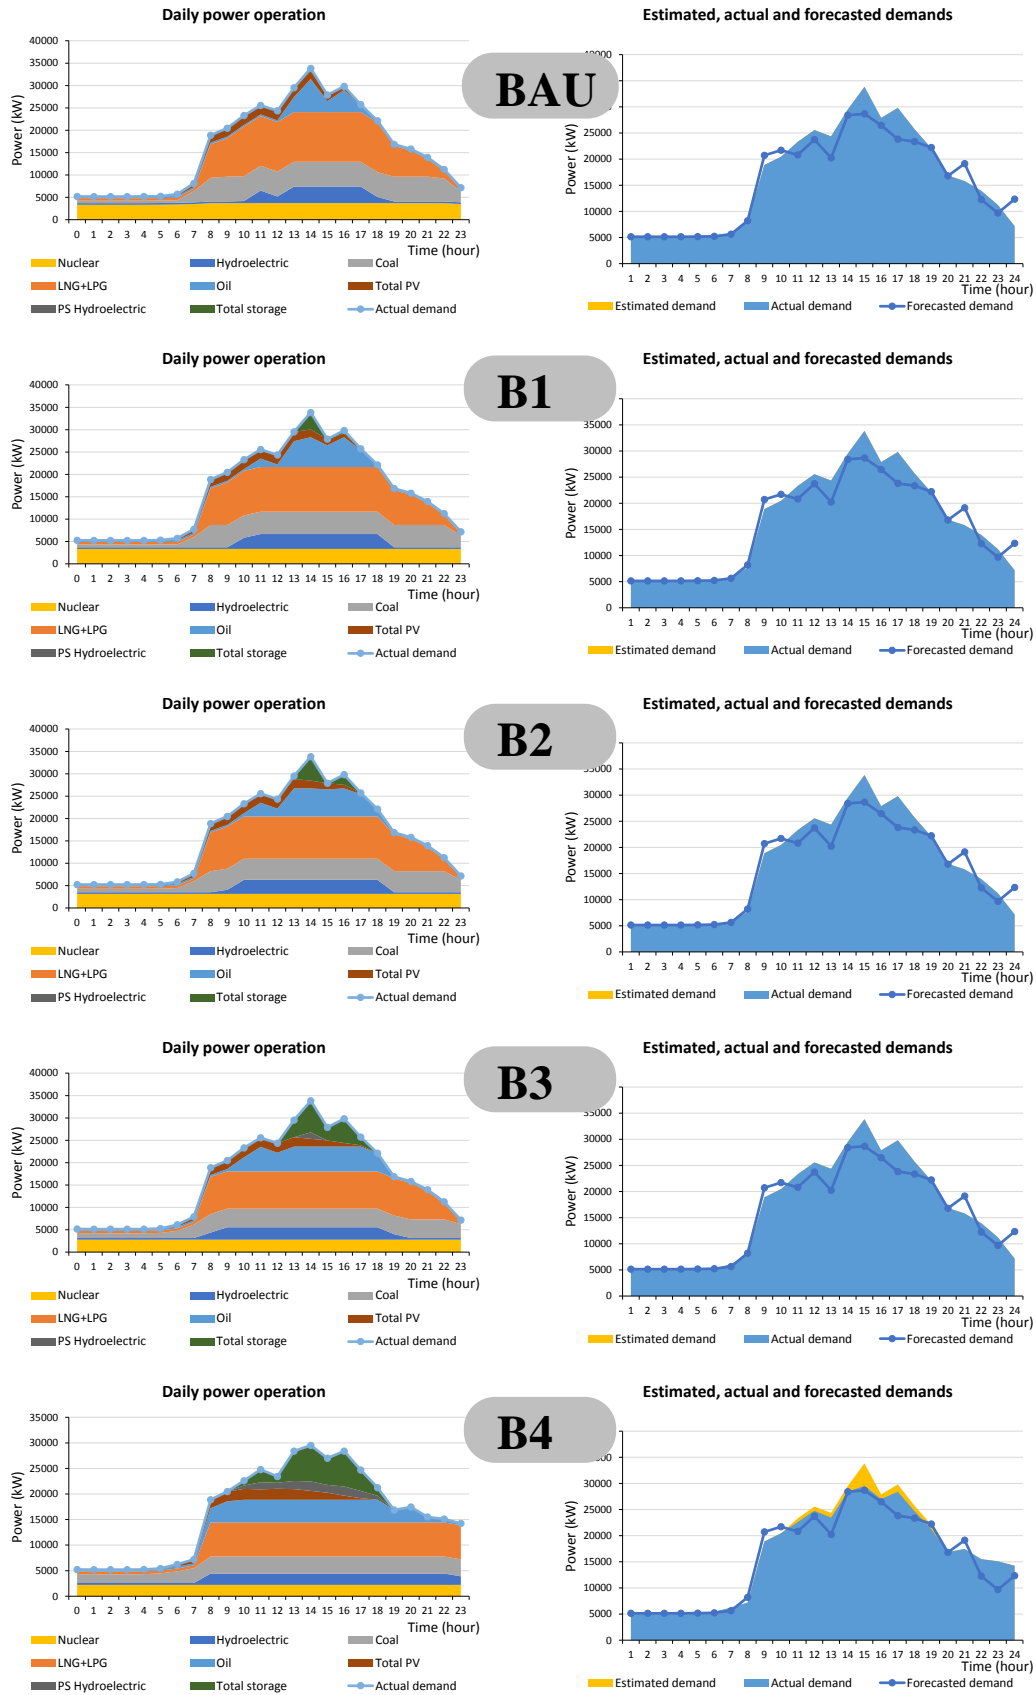 Daily power operation
Estimated, actual and forecasted demands
BAU
Power (kW)
40000
35000
30000
25000
20000
15000
10000
5000
0
0 1 2 3 4 5 6 7 8 9 10 11 12 13 14 15 16 17 18 19 20 21 22 23
Time (hour)
Nuclear Hydroelectric Coal
LNG+LPG Oil Total PV
PS Hydroelectric Total storage Actual demand
Power (kW)
30000
25000
20000
15000
10000
5000
0
1 2 3 4 5 6 7 8 9 10 11 12 13 14 15 16 17 18 19 20 21 22 23 24
Time (hour)
Estimated demand Actual demand Forecasted demand
Daily power operation
Estimated, actual and forecasted demands
B1
Power (kW)
40000
35000
30000
25000
20000
15000
10000
5000
0
0 1 2 3 4 5 6 7 8 9 10 11 12 13 14 15 16 17 18 19 20 21 22 23
Time (hour)
Nuclear Hydroelectric Coal
LNG+LPG Oil Total PV
PS Hydroelectric Total storage Actual demand
Power (kW)
35000
30000
25000
20000
15000
10000
5000
0
1 2 3 4 5 6 7 8 9 10 11 12 13 14 15 16 17 18 19 20 21 22 23 24
Time (hour)
Estimated demand Actual demand Forecasted demand
Daily power operation
Estimated, actual and forecasted demands
B2
Power (kW)
40000
35000
30000
25000
20000
15000
10000
5000
0
0 1 2 3 4 5 6 7 8 9 10 11 12 13 14 15 16 17 18 19 20 21 22 23
Time (hour)
Nuclear Hydroelectric Coal
LNG+LPG Oil Total PV
PS Hydroelectric Total storage Actual demand
Power (kW)
35000
30000
25000
20000
15000
10000
5000
0
1 2 3 4 5 6 7 8 9 10 11 12 13 14 15 16 17 18 19 20 21 22 23 24
Time (hour)
Estimated demand Actual demand Forecasted demand
Daily power operation
Estimated, actual and forecasted demands
B3
Power (kW)
40000
35000
30000
25000
20000
15000
10000
5000
0
0 1 2 3 4 5 6 7 8 9 10 11 12 13 14 15 16 17 18 19 20 21 22 23
Time (hour)
Nuclear Hydroelectric Coal
LNG+LPG Oil Total PV
PS Hydroelectric Total storage Actual demand
Power (kW)
35000
30000
25000
20000
15000
10000
5000
0
1 2 3 4 5 6 7 8 9 10 11 12 13 14 15 16 17 18 19 20 21 22 23 24
Time (hour)
Estimated demand Actual demand Forecasted demand
Daily power operation
Estimated, actual and forecasted demands
B4
Power (kW)
35000
30000
25000
20000
15000
10000
5000
0
0 1 2 3 4 5 6 7 8 9 10 11 12 13 14 15 16 17 18 19 20 21 22 23
Time (hour)
Nuclear Hydroelectric Coal
LNG+LPG Oil Total PV
PS Hydroelectric Total storage Actual demand
Power (kW)
30000
25000
20000
15000
10000
5000
0
1 2 3 4 5 6 7 8 9 10 11 12 13 14 15 16 17 18 19 20 21 22 23 24
Time (hour)
Estimated demand Actual demand Forecasted demand